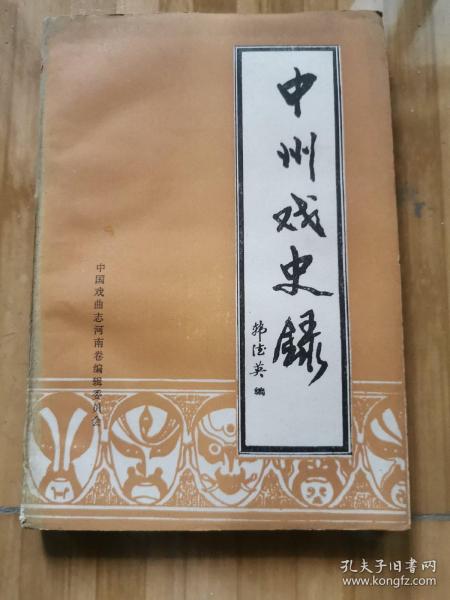 中州戏史録
韩德英 编
中国戏曲志河南卷编辑委员会
孔夫子旧书网
www.kongfz.com